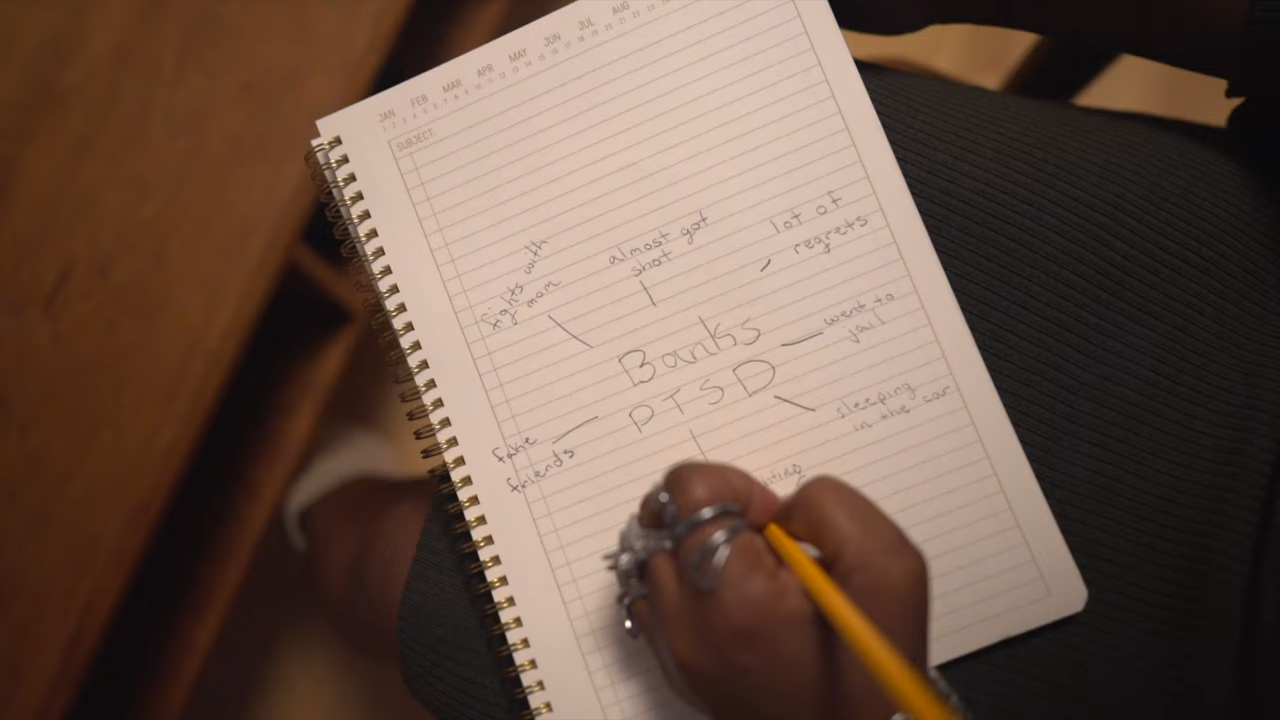 JAN FEB MAR APR MAY JUN JUL AUG
SUBJECT:
fights with
my mom
almost got
shot
lot of
regrets
Banks
PTSD
went to
jail
sleeping
in the car
fake
friends